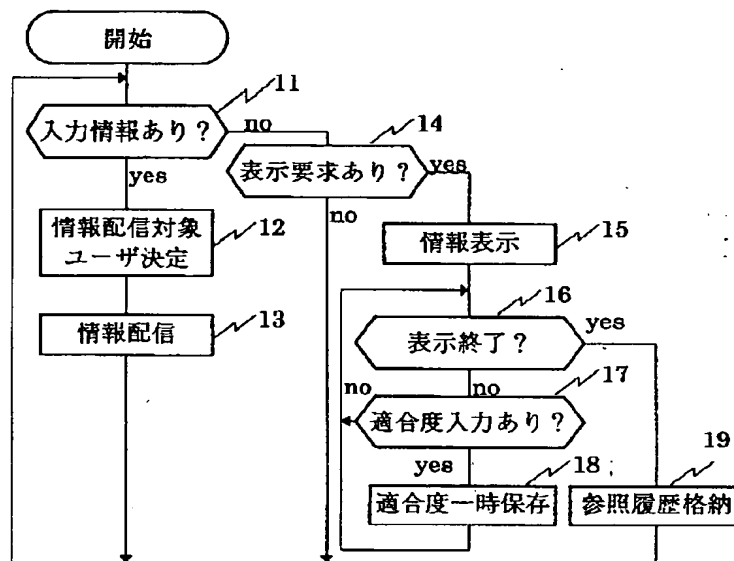 開始
11
入力情報あり?
no
yes
14
表示要求あり?
yes
no
情報配信対象
ユーザ決定
12
情報表示
15
情報配信
13
16
表示終了?
yes
no
no
17
適合度入力あり?
yes
18
適合度一時保存
19
参照履歴格納